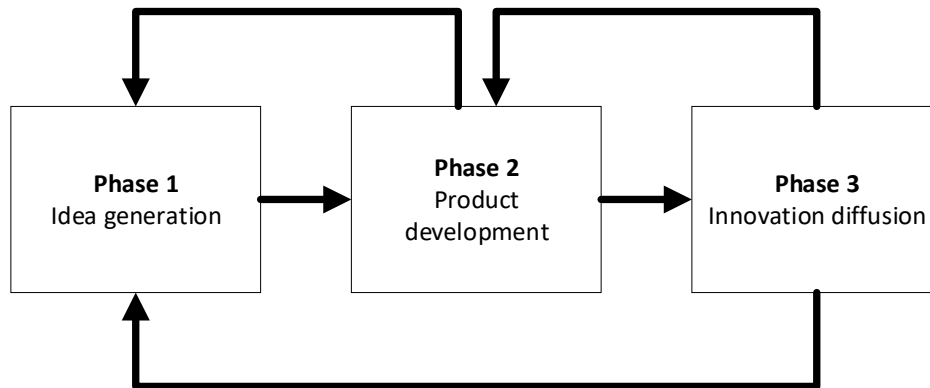 Phase 1
Idea generation
Phase 2
Product
development
Phase 3
Innovation diffusion